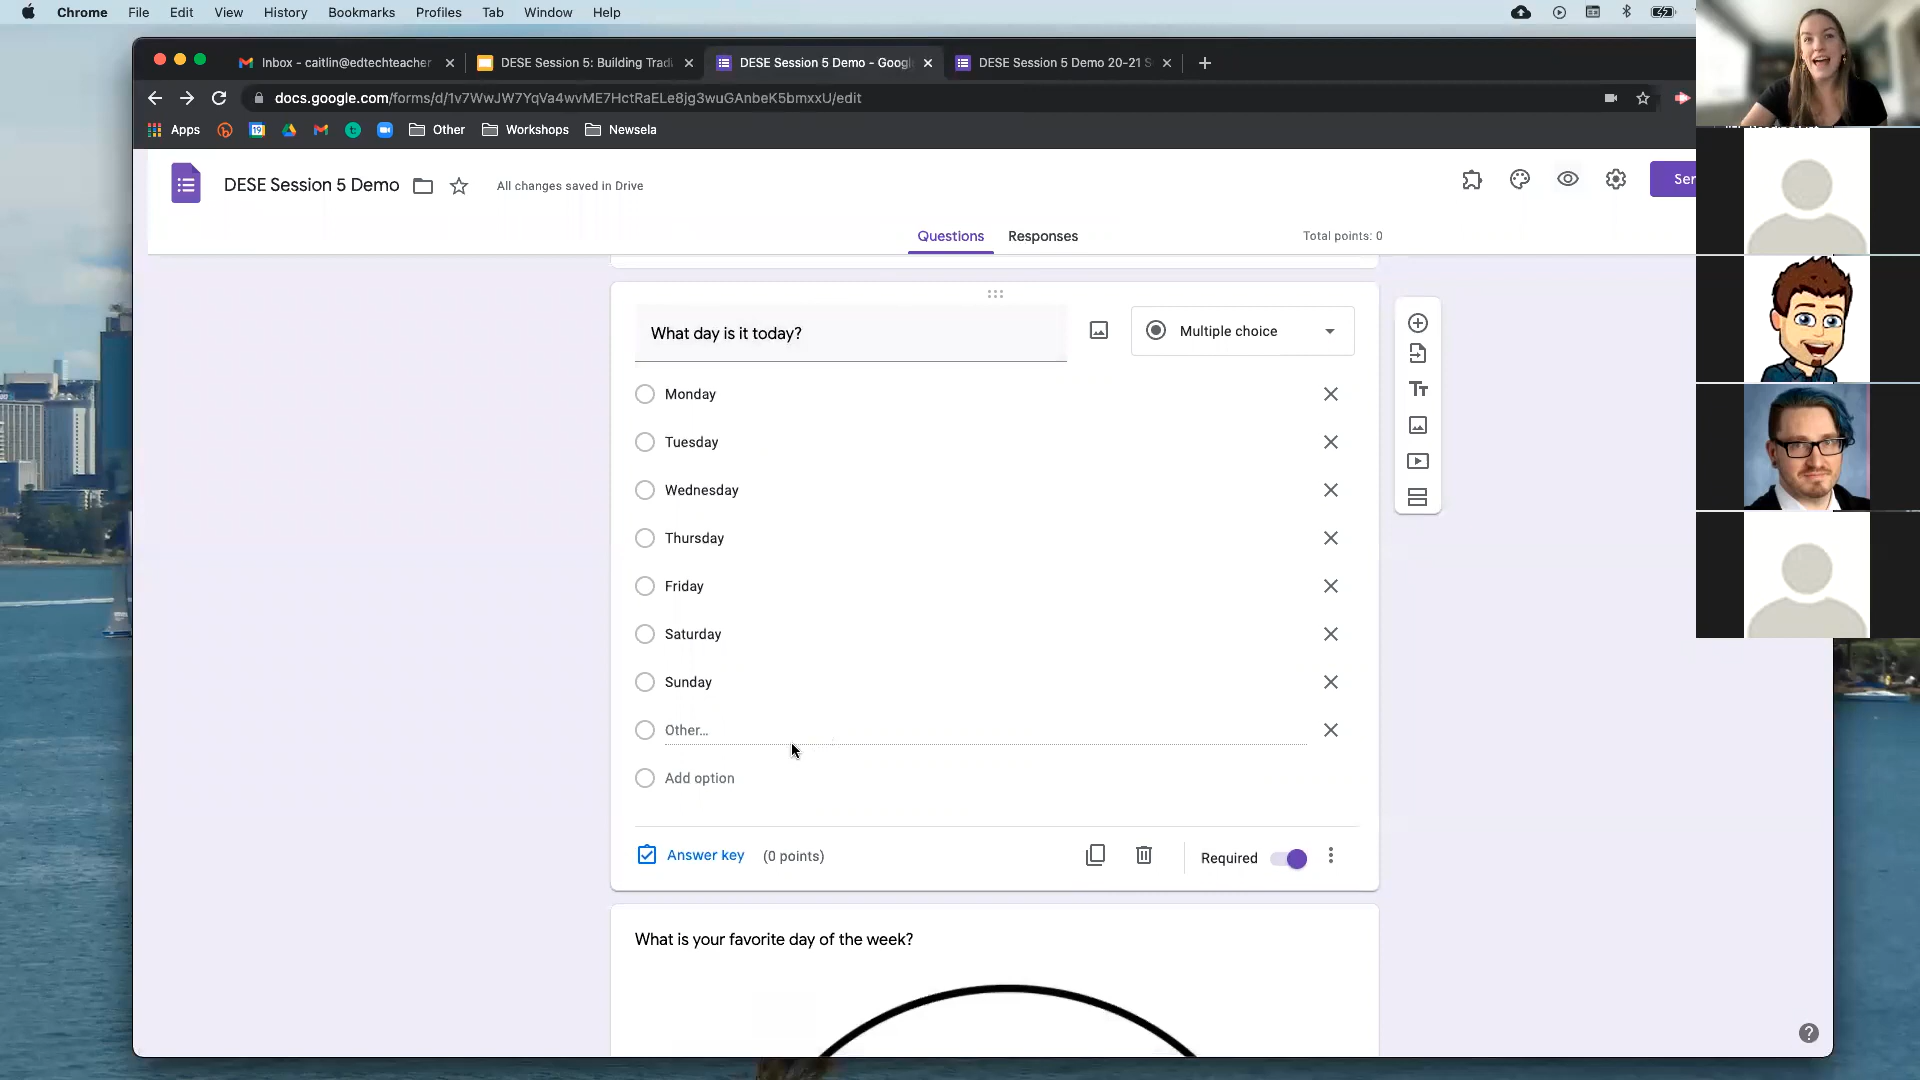 Chrome File Edit View History Bookmarks Profiles Tab Window Help
Inbox - caitlin@edtechteacher
DESE Session 5: Building Tradi
DESE Session 5 Demo - Googl
DESE Session 5 Demo 20-21 S
docs.google.com/forms/d/1v7WwJW7YqVa4wvME7HctRaELe8jg3wuGAnbeK5bmxxU/edit
Apps
19
Other
Workshops
Newsela
DESE Session 5 Demo
All changes saved in Drive
Ser
Questions
Responses
Total points: 0
What day is it today?
Multiple choice
Monday
Tuesday
Wednesday
Thursday
Friday
Saturday
Sunday
Other...
Add option
Answer key (0 points)
Required
What is your favorite day of the week?